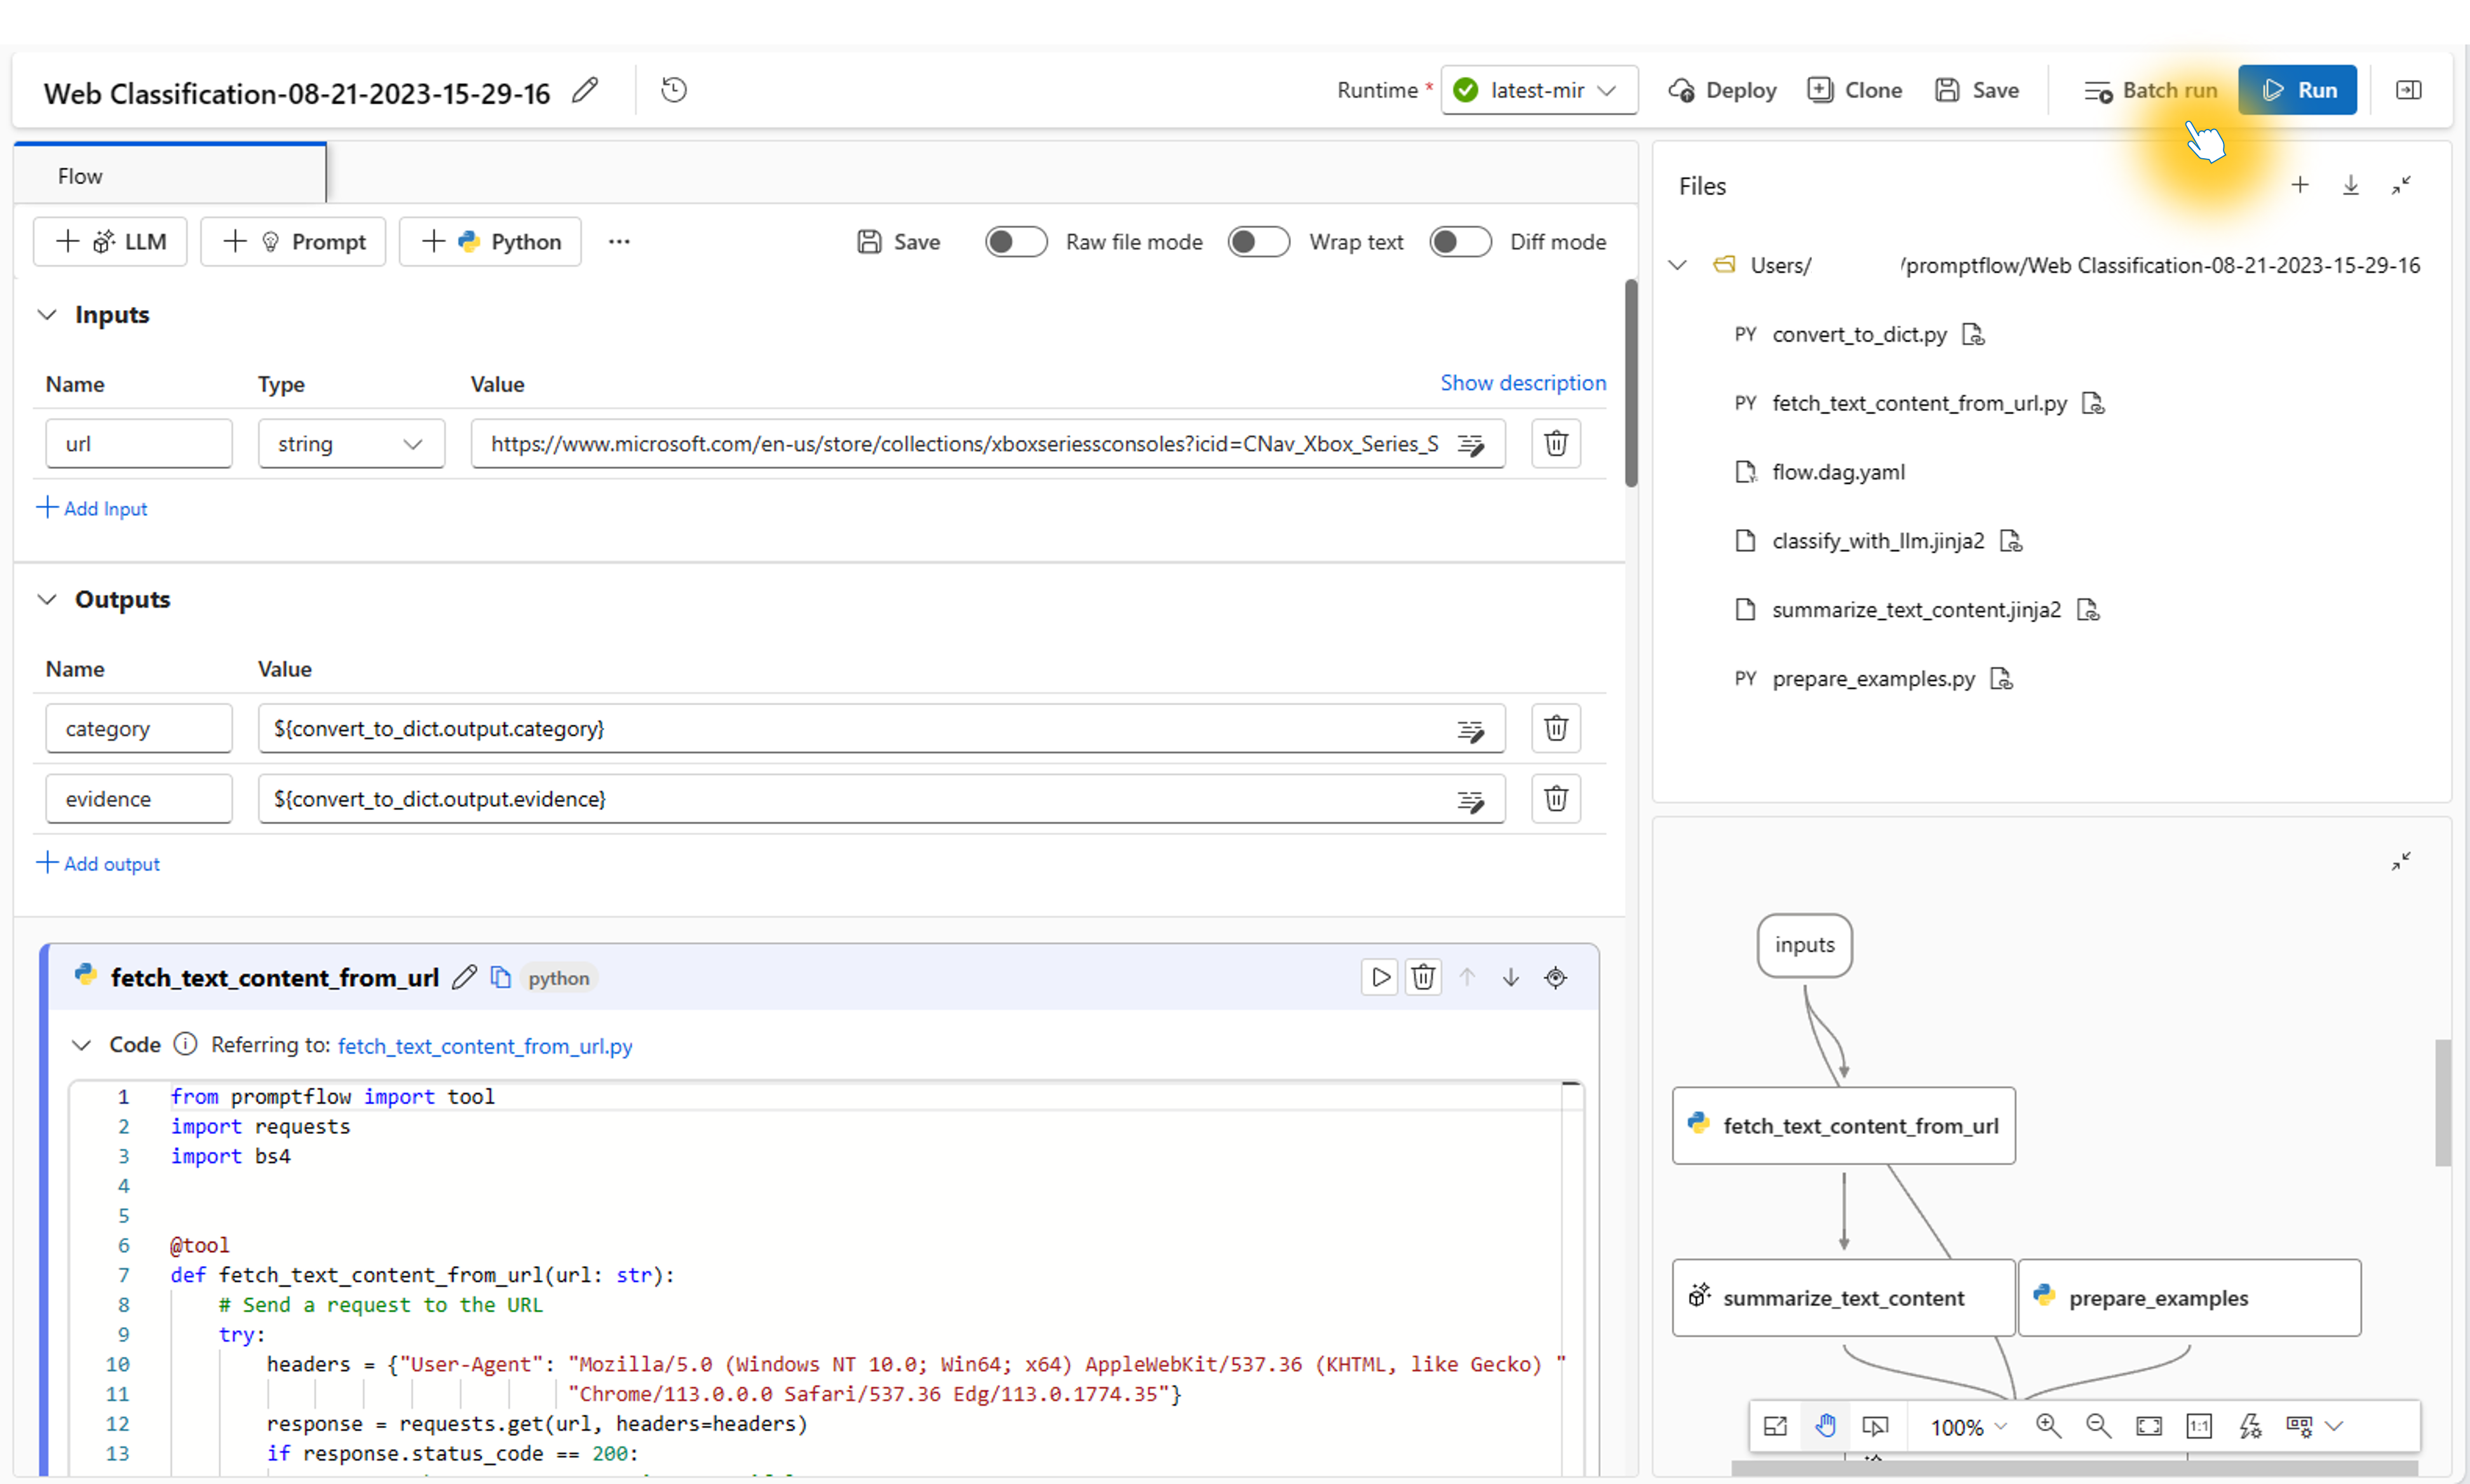 Web Classification-08-21-2023-15-29-16
Runtime * latest-mir Deploy Clone Save Batch run Run
Flow
LLM Prompt Python ... Save Raw file mode Wrap text Diff mode
Inputs
Name Type Value Show description
url string https://www.microsoft.com/en-us/store/collections/xboxseriessconsoles?icid=CNav_Xbox_Series_S
+ Add Input
Outputs
Name Value
category ${convert_to_dict.output.category}
evidence ${convert_to_dict.output.evidence}
+ Add output
fetch_text_content_from_url python
Code Referring to: fetch_text_content_from_url.py
1 from promptflow import tool
2 import requests
3 import bs4
4
5
6 @tool
7 def fetch_text_content_from_url(url: str):
8 # Send a request to the URL
9 try:
10 headers = {"User-Agent": "Mozilla/5.0 (Windows NT 10.0; Win64; x64) AppleWebKit/537.36 (KHTML, like Gecko) "
11 "Chrome/113.0.0.0 Safari/537.36 Edg/113.0.1774.35"}
12 response = requests.get(url, headers=headers)
13 if response.status_code == 200:
Files
Users/ /promptflow/Web Classification-08-21-2023-15-29-16
PY convert_to_dict.py
PY fetch_text_content_from_url.py
flow.dag.yaml
classify_with_llm.jinja2
summarize_text_content.jinja2
PY prepare_examples.py
inputs
fetch_text_content_from_url
summarize_text_content prepare_examples
100% 1:1